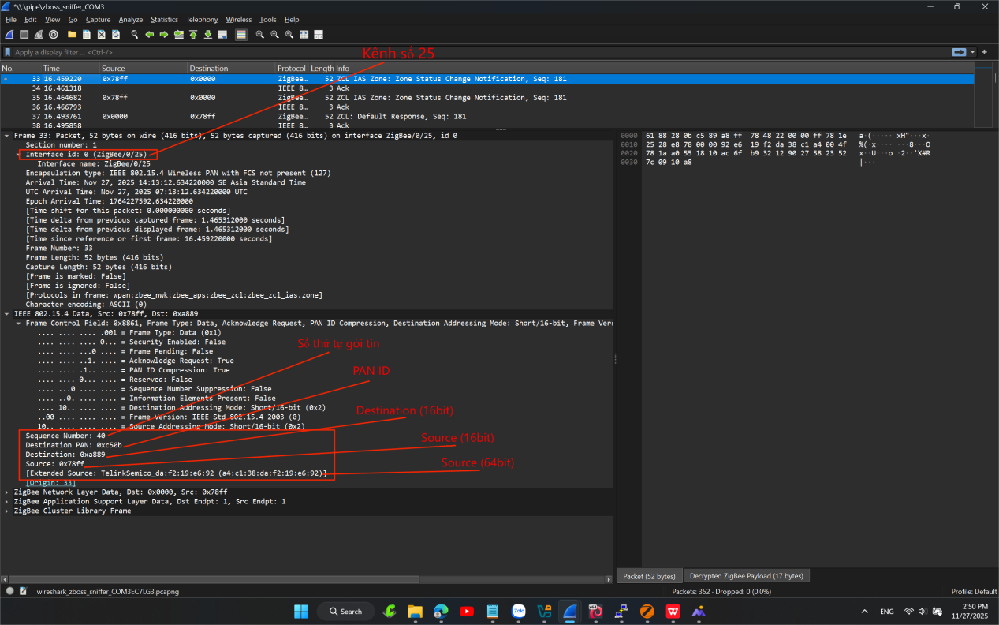 *\\.\pipe\zboss_sniffer_COM3
File Edit View Go Capture Analyze Statistics Telephony Wireless Tools Help
Apply a display filter ... <Ctrl-/>
Kênh số 25
No. Time Source Destination Protocol Length Info
33 16.459220 0x78ff 0x0000 ZigBee… 52 ZCL IAS Zone: Zone Status Change Notification, Seq: 181
34 16.461318 IEEE 8… 3 Ack
35 16.464682 0x78ff 0x0000 ZigBee… 52 ZCL IAS Zone: Zone Status Change Notification, Seq: 181
36 16.466793 IEEE 8… 3 Ack
37 16.493761 0x0000 0x78ff ZigBee… 52 ZCL: Default Response, Seq: 181
38 16.495858 IEEE 8… 3 Ack
Frame 33: Packet, 52 bytes on wire (416 bits), 52 bytes captured (416 bits) on interface ZigBee/0/25, id 0
Section number: 1
Interface id: 0 (ZigBee/0/25)
Interface name: ZigBee/0/25
Encapsulation type: IEEE 802.15.4 Wireless PAN with FCS not present (127)
Arrival Time: Nov 27, 2025 14:13:12.634220000 SE Asia Standard Time
UTC Arrival Time: Nov 27, 2025 07:13:12.634220000 UTC
Epoch Arrival Time: 1764227592.634220000
[Time shift for this packet: 0.000000000 seconds]
[Time delta from previous captured frame: 1.465312000 seconds]
[Time delta from previous displayed frame: 1.465312000 seconds]
[Time since reference or first frame: 16.459220000 seconds]
Frame Number: 33
Frame Length: 52 bytes (416 bits)
Capture Length: 52 bytes (416 bits)
[Frame is marked: False]
[Frame is ignored: False]
[Protocols in frame: wpan:zbee_nwk:zbee_aps:zbee_zcl:zbee_zcl_ias.zone]
Character encoding: ASCII (0)
IEEE 802.15.4 Data, Src: 0x78ff, Dst: 0xa889
Frame Control Field: 0x8861, Frame Type: Data, Acknowledge Request, PAN ID Compression, Destination Addressing Mode: Short/16-bit, Frame Vers
.... .... .... .001 = Frame Type: Data (0x1)
.... .... .... 0... = Security Enabled: False
.... .... ...0 .... = Frame Pending: False
.... .... ..1. .... = Acknowledge Request: True
.... .... .1.. .... = PAN ID Compression: True
.... .... 0... .... = Reserved: False
.... ...0 .... .... = Sequence Number Suppression: False
.... ..0. .... .... = Information Elements Present: False
.... 10.. .... .... = Destination Addressing Mode: Short/16-bit (0x2)
..00 .... .... .... = Frame Version: IEEE Std 802.15.4-2003 (0)
10.. .... .... .... = Source Addressing Mode: Short/16-bit (0x2)
Sequence Number: 40
Destination PAN: 0xc50b
Destination: 0xa889
Source: 0x78ff
[Extended Source: TelinkSemico_da:f2:19:e6:92 (a4:c1:38:da:f2:19:e6:92)]
[Origin: 33]
ZigBee Network Layer Data, Dst: 0x0000, Src: 0x78ff
ZigBee Application Support Layer Data, Dst Endpt: 1, Src Endpt: 1
ZigBee Cluster Library Frame
Số thứ tự gói tin
PAN ID
Destination (16bit)
Source (16bit)
Source (64bit)
0000 61 88 28 0b c5 89 a8 ff 78 48 22 00 00 ff 78 1e a·(····· xH"···x·
0010 25 28 e8 78 00 00 92 e6 19 f2 da 38 c1 a4 00 4f %(·x···· ···8···O
0020 78 1a a0 55 18 10 ac 6f b9 32 12 90 27 58 23 52 x··U···o ·2··'X#R
0030 7c 09 10 a8 |···
Packet (52 bytes) Decrypted ZigBee Payload (17 bytes)
wireshark_zboss_sniffer_COM3EC7LG3.pcapng Packets: 352 · Dropped: 0 (0.0%) Profile: Default
Search Zalo ENG 2:50 PM
11/27/2025